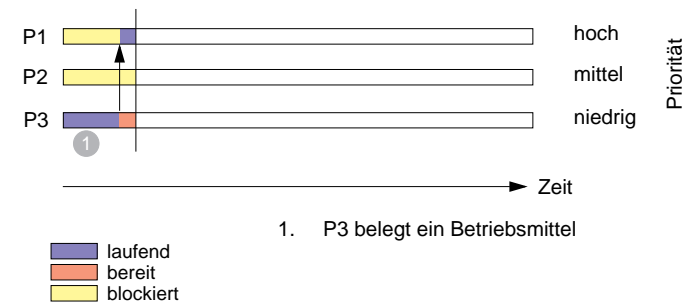 P1 hoch
P2 mittel
P3 niedrig
Priorität
1
Zeit
1. P3 belegt ein Betriebsmittel
laufend
bereit
blockiert